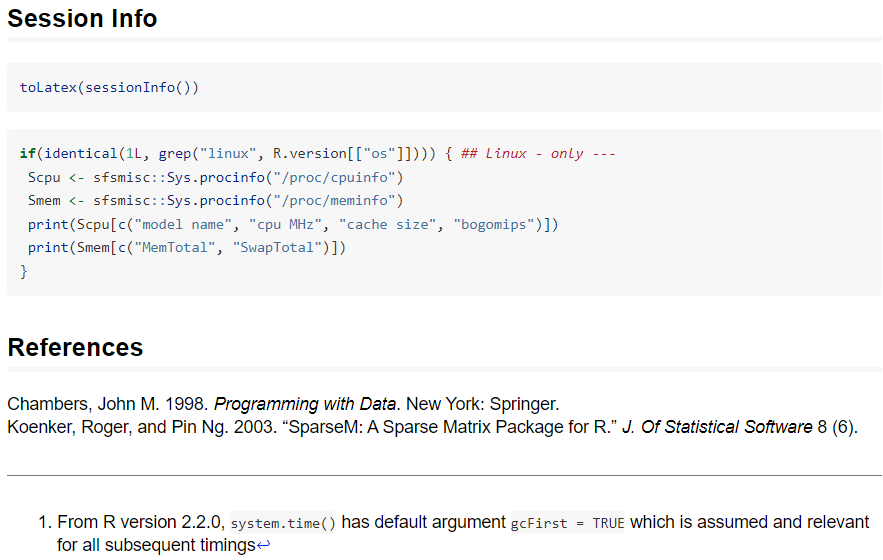 Session Info
toLatex(sessionInfo())
if(identical(1L, grep("linux", R.version[["os"]]))) { ## Linux - only ---
 Scpu <- sfsmisc::Sys.procinfo("/proc/cpuinfo")
 Smem <- sfsmisc::Sys.procinfo("/proc/meminfo")
 print(Scpu[c("model name", "cpu MHz", "cache size", "bogomips")])
 print(Smem[c("MemTotal", "SwapTotal")])
}
References
Chambers, John M. 1998. Programming with Data. New York: Springer.
Koenker, Roger, and Pin Ng. 2003. “SparseM: A Sparse Matrix Package for R.” J. Of Statistical Software 8 (6).
1. From R version 2.2.0, system.time() has default argument gcFirst = TRUE which is assumed and relevant
for all subsequent timings↩